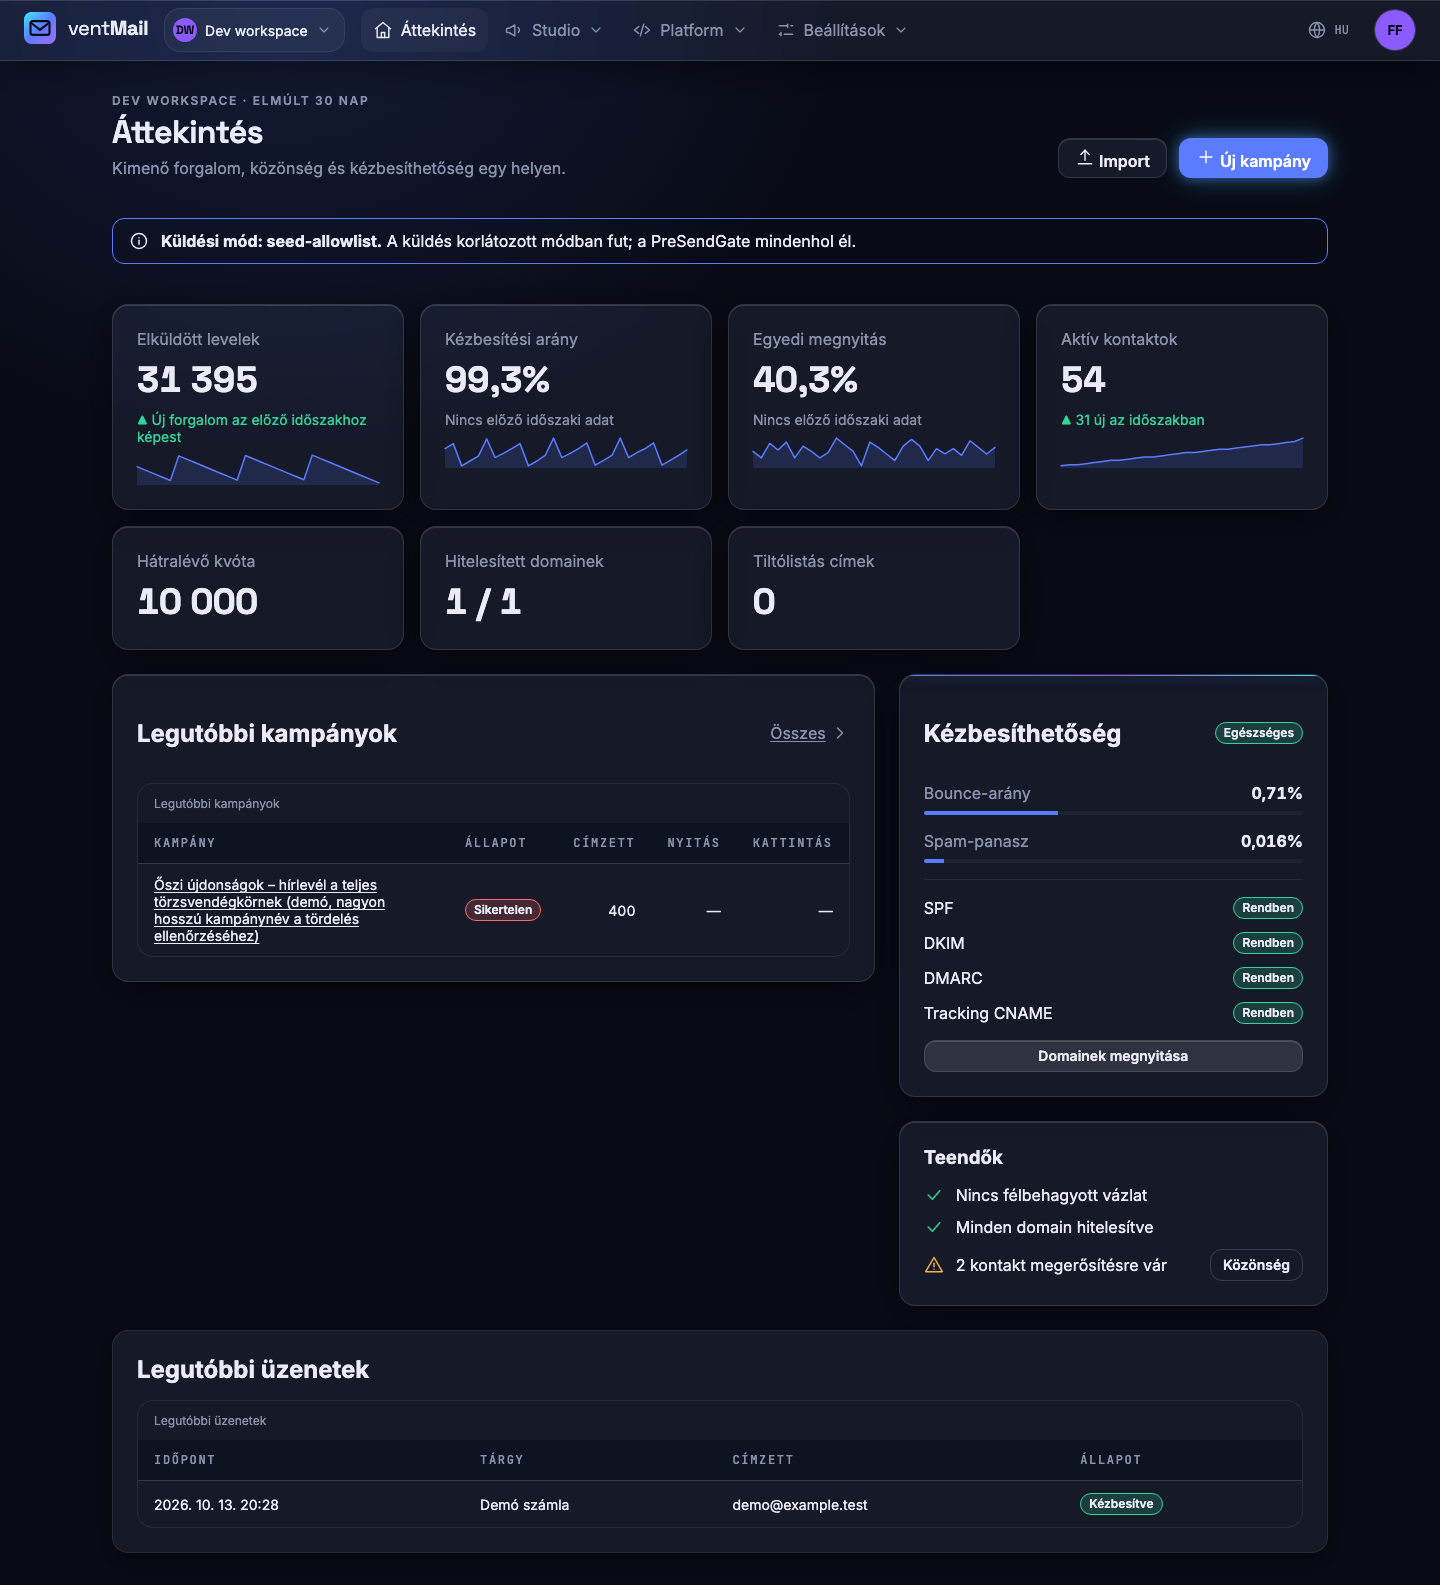 ventMail
DW Dev workspace
Áttekintés
Studio
Platform
Beállítások
HU
FF
DEV WORKSPACE · ELMÚLT 30 NAP
Áttekintés
Kimenő forgalom, közönség és kézbesíthetőség egy helyen.
Import
Új kampány
Küldési mód: seed-allowlist. A küldés korlátozott módban fut; a PreSendGate mindenhol él.
Elküldött levelek
31 395
▲ Új forgalom az előző időszakhoz
képest
Kézbesítési arány
99,3%
Nincs előző időszaki adat
Egyedi megnyitás
40,3%
Nincs előző időszaki adat
Aktív kontaktok
54
▲ 31 új az időszakban
Hátralévő kvóta
10 000
Hitelesített domainek
1 / 1
Tiltólistás címek
0
Legutóbbi kampányok
Összes
Legutóbbi kampányok
KAMPÁNY ÁLLAPOT CÍMZETT NYITÁS KATTINTÁS
Őszi újdonságok – hírlevél a teljes
törzsvendégkörnek (demó, nagyon
hosszú kampánynév a tördelés
ellenőrzéséhez)
Sikertelen 400 — —
Kézbesíthetőség
Egészséges
Bounce-arány 0,71%
Spam-panasz 0,016%
SPF Rendben
DKIM Rendben
DMARC Rendben
Tracking CNAME Rendben
Domainek megnyitása
Teendők
Nincs félbehagyott vázlat
Minden domain hitelesítve
2 kontakt megerősítésre vár Közönség
Legutóbbi üzenetek
Legutóbbi üzenetek
IDŐPONT TÁRGY CÍMZETT ÁLLAPOT
2026. 10. 13. 20:28 Demó számla demo@example.test Kézbesítve